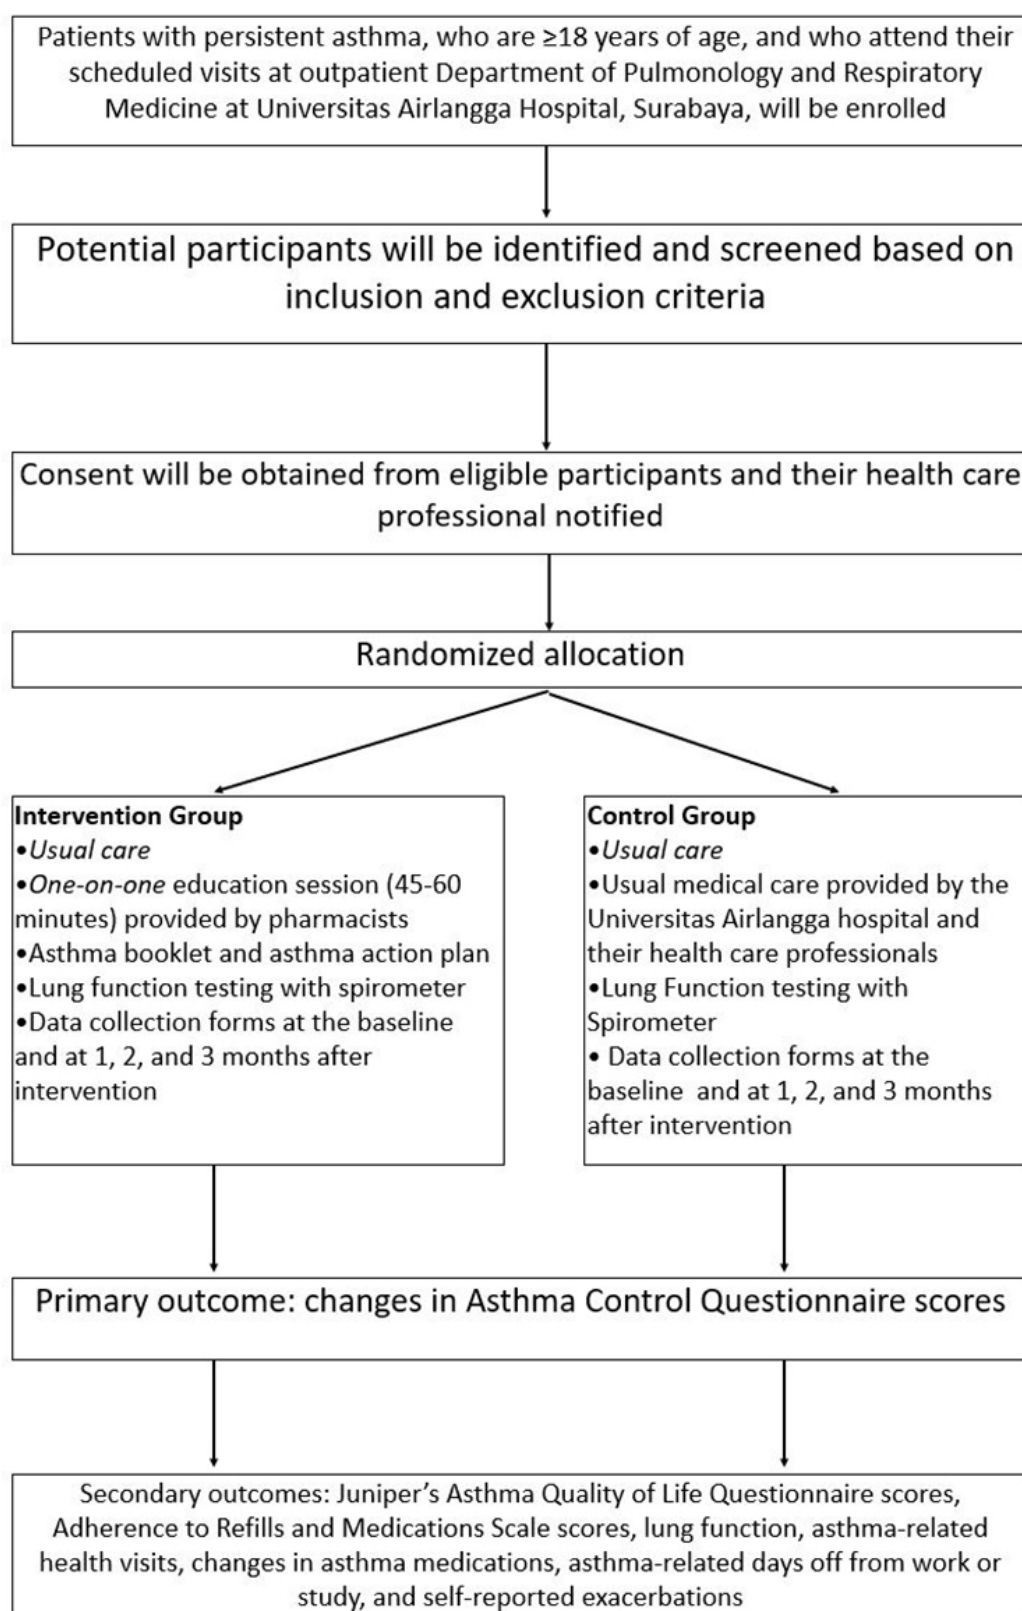 Patients with persistent asthma, who are ≥18 years of age, and who attend their
scheduled visits at outpatient Department of Pulmonology and Respiratory
Medicine at Universitas Airlangga Hospital, Surabaya, will be enrolled
Potential participants will be identified and screened based on
inclusion and exclusion criteria
Consent will be obtained from eligible participants and their health care
professional notified
Randomized allocation
Intervention Group
•Usual care
•One-on-one education session (45-60
minutes) provided by pharmacists
•Asthma booklet and asthma action plan
•Lung function testing with spirometer
•Data collection forms at the baseline
and at 1, 2, and 3 months after
intervention
Control Group
•Usual care
•Usual medical care provided by the
Universitas Airlangga hospital and
their health care professionals
•Lung Function testing with
Spirometer
• Data collection forms at the
baseline  and at 1, 2, and 3 months
after intervention
Primary outcome: changes in Asthma Control Questionnaire scores
Secondary outcomes: Juniper’s Asthma Quality of Life Questionnaire scores,
Adherence to Refills and Medications Scale scores, lung function, asthma-related
health visits, changes in asthma medications, asthma-related days off from work or
study, and self-reported exacerbations